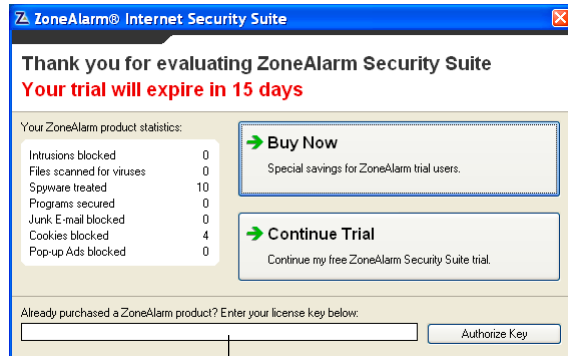 ZoneAlarm® Internet Security Suite
Thank you for evaluating ZoneAlarm Security Suite
Your trial will expire in 15 days
Your ZoneAlarm product statistics:
Intrusions blocked 0
Files scanned for viruses 0
Spyware treated 10
Programs secured 0
Junk E-mail blocked 0
Cookies blocked 4
Pop-up Ads blocked 0
Buy Now
Special savings for ZoneAlarm trial users.
Continue Trial
Continue my free ZoneAlarm Security Suite trial.
Already purchased a ZoneAlarm product? Enter your license key below:
Authorize Key